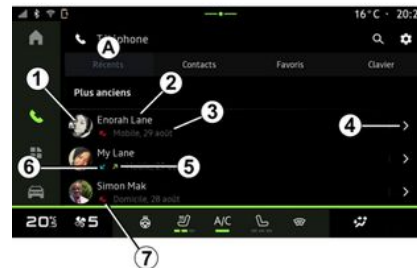 16°C · 20:2
Téléphone
A
Récents Contacts Favoris Clavier
Plus anciens
1 2 3 4
Enorah Lane
Mobile, 29 août
My Lane
6 5
Simon Mak
Domicile, 28 août
20 5 A/C
7